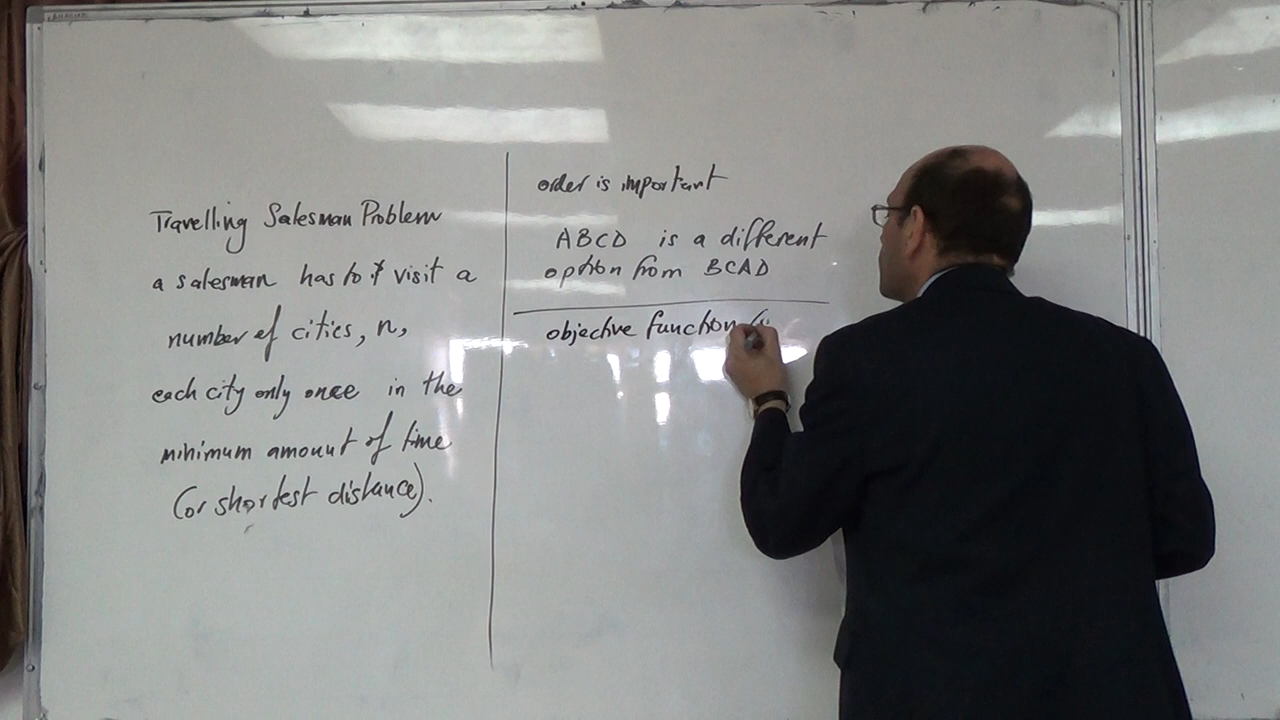 Travelling Salesman Problem
a salesman has to visit a
number of cities, n,
each city only once in the
minimum amount of time
(or shortest distance).
order is important
ABCD is a different
option from BCAD
objective function (